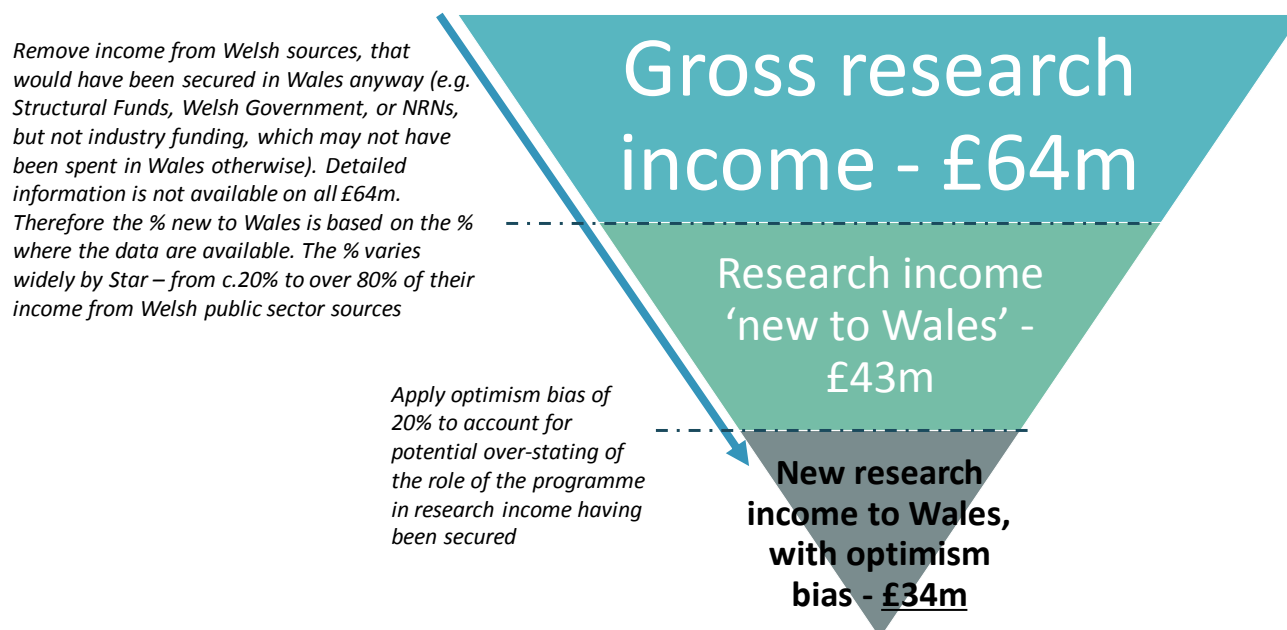 Remove income from Welsh sources, that
would have been secured in Wales anyway (e.g.
Structural Funds, Welsh Government, or NRNs,
but not industry funding, which may not have
been spent in Wales otherwise). Detailed
information is not available on all £64m.
Therefore the % new to Wales is based on the %
where the data are available. The % varies
widely by Star – from c.20% to over 80% of their
income from Welsh public sector sources
Gross research
income - £64m
Research income
‘new to Wales’ -
£43m
Apply optimism bias of
20% to account for
potential over-stating of
the role of the programme
in research income having
been secured
New research
income to Wales,
with optimism
bias - £34m